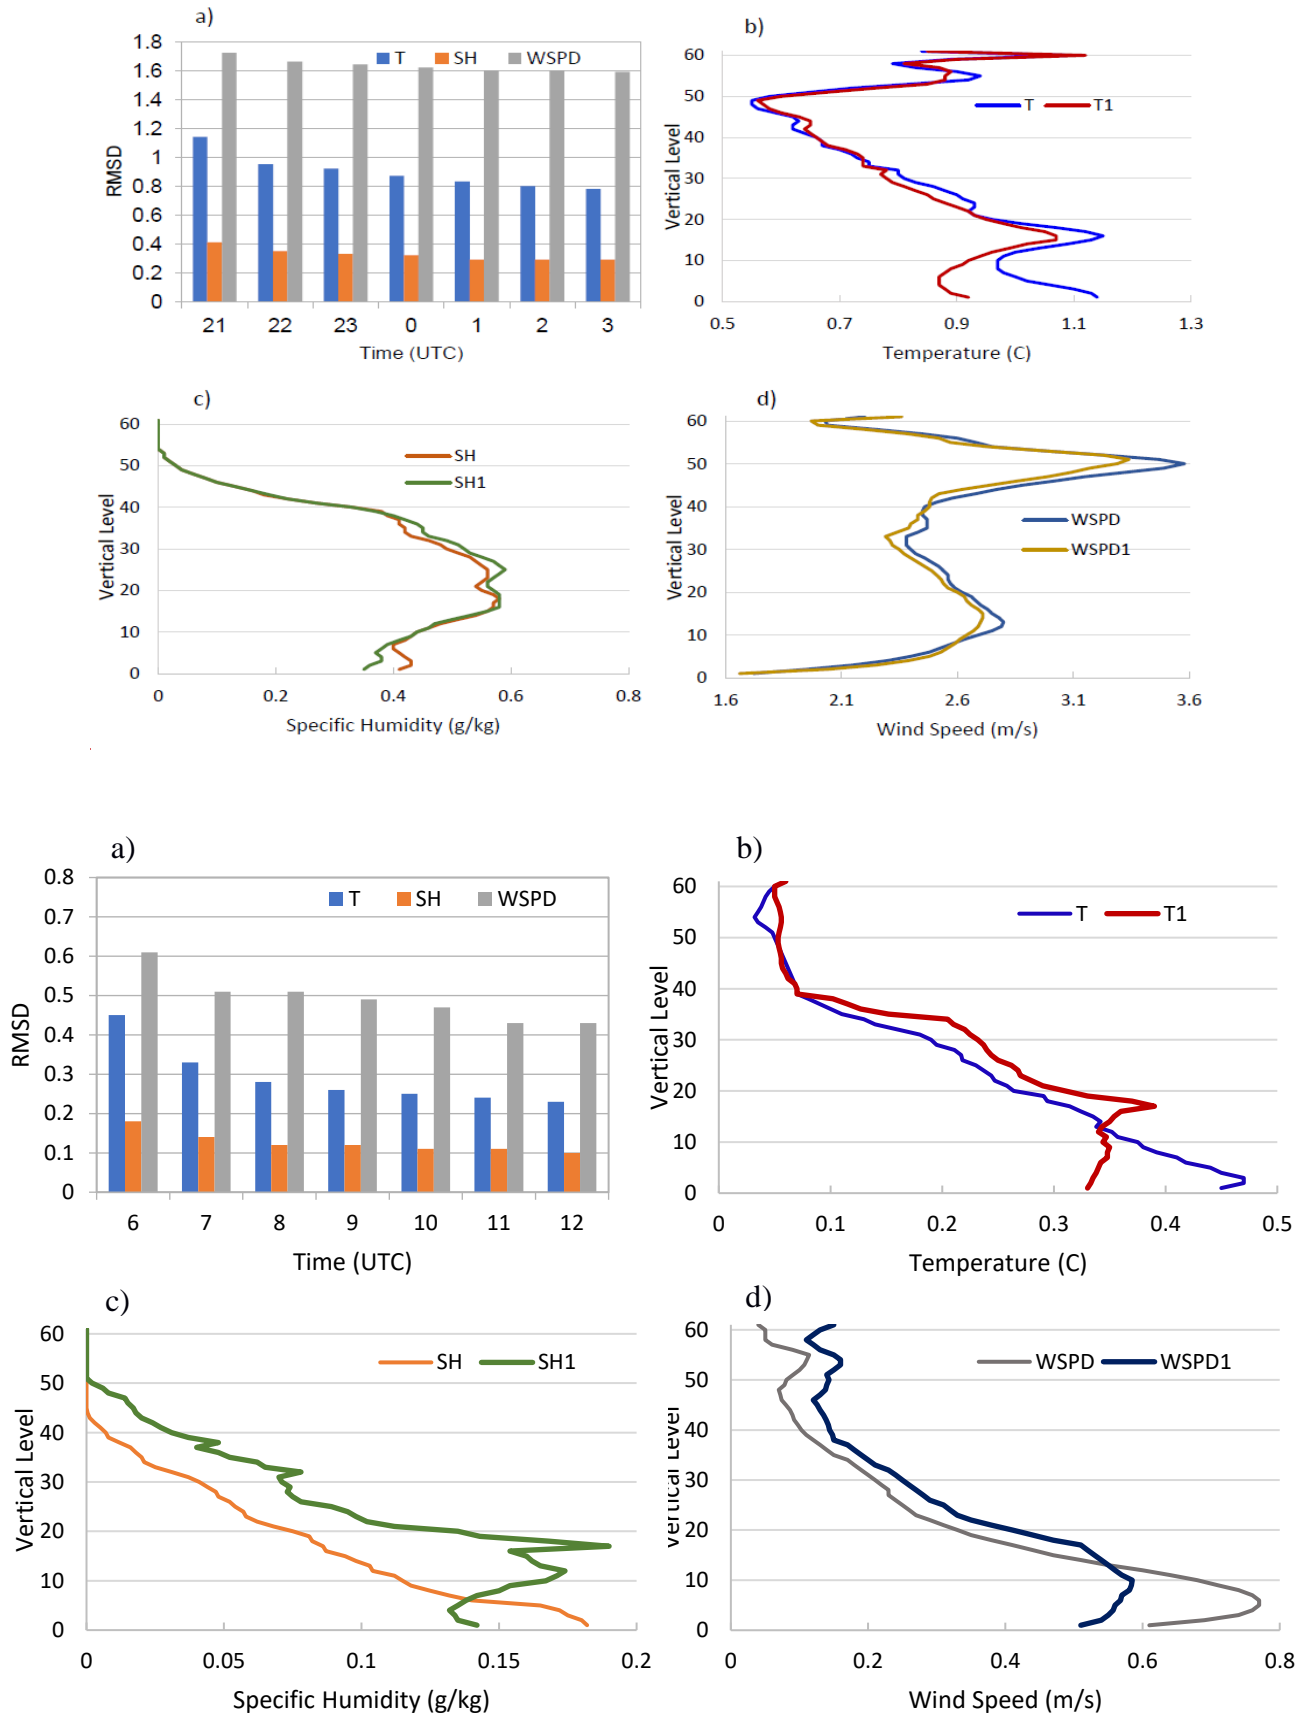 a)
1.8
1.6
1.4
1.2
1
0.8
0.6
0.4
0.2
0
RMSD
T SH WSPD
21 22 23 0 1 2 3
Time (UTC)
b)
60
50
40
30
20
10
0
Vertical Level
T T1
0.5 0.7 0.9 1.1 1.3
Temperature (C)
c)
60
50
40
30
20
10
0
Vertical Level
SH
SH1
0 0.2 0.4 0.6 0.8
Specific Humidity (g/kg)
d)
60
50
40
30
20
10
0
Vertical Level
WSPD
WSPD1
1.6 2.1 2.6 3.1 3.6
Wind Speed (m/s)
a)
0.8
0.7
0.6
0.5
0.4
0.3
0.2
0.1
0
RMSD
T SH WSPD
6 7 8 9 10 11 12
Time (UTC)
b)
60
50
40
30
20
10
0
Vertical Level
T T1
0 0.1 0.2 0.3 0.4 0.5
Temperature (C)
c)
60
50
40
30
20
10
0
Vertical Level
SH SH1
0 0.05 0.1 0.15 0.2
Specific Humidity (g/kg)
d)
60
50
40
30
20
10
0
Vertical Level
WSPD WSPD1
0 0.2 0.4 0.6 0.8
Wind Speed (m/s)